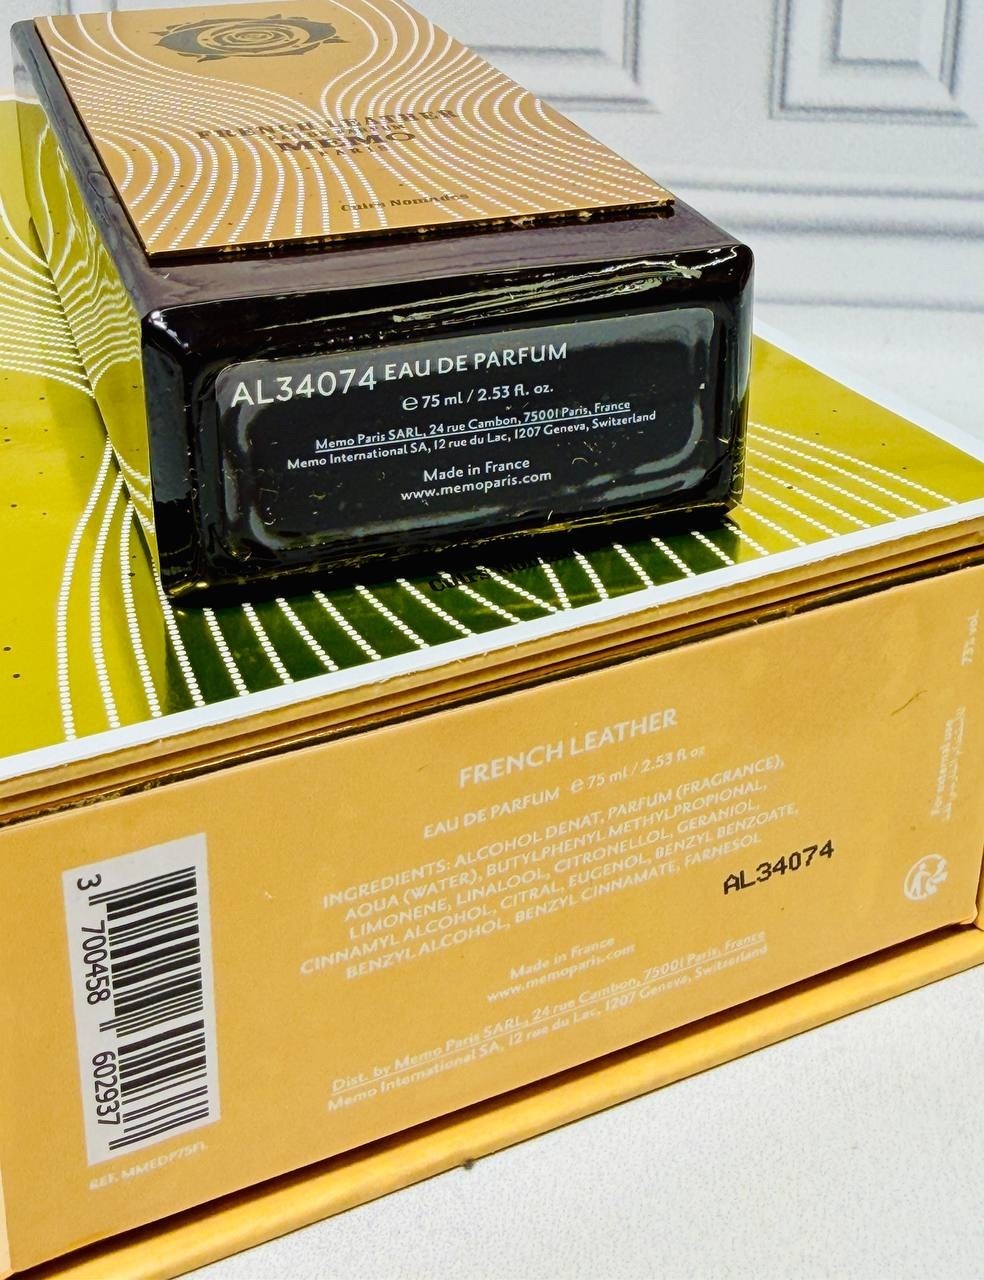 FRENCH LEATHER
MEMO
PARIS
Cuirs Nomades
AL34074 EAU DE PARFUM
e 75 ml / 2.53 fl. oz.
Memo Paris SARL, 24 rue Cambon, 75001 Paris, France
Memo International SA, 12 rue du Lac, 1207 Geneva, Switzerland
Made in France
www.memoparis.com
Cuirs
FRENCH LEATHER
EAU DE PARFUM e 75 ml / 2.53 fl oz
INGREDIENTS: ALCOHOL DENAT, PARFUM (FRAGRANCE),
AQUA (WATER), BUTYLPHENYL METHYLPROPIONAL,
LIMONENE, LINALOOL, CITRONELLOL, GERANIOL,
CINNAMYL ALCOHOL, CITRAL, EUGENOL, BENZYL BENZOATE,
BENZYL ALCOHOL, BENZYL CINNAMATE, FARNESOL
AL34074
Made in France
www.memoparis.com
Dist. by Memo Paris SARL, 24 rue Cambon, 75001 Paris, France
Memo International SA, 12 rue du Lac, 1207 Geneva, Switzerland
3 700458 602937
REF. MMEDP75FL
For external use
73% vol.